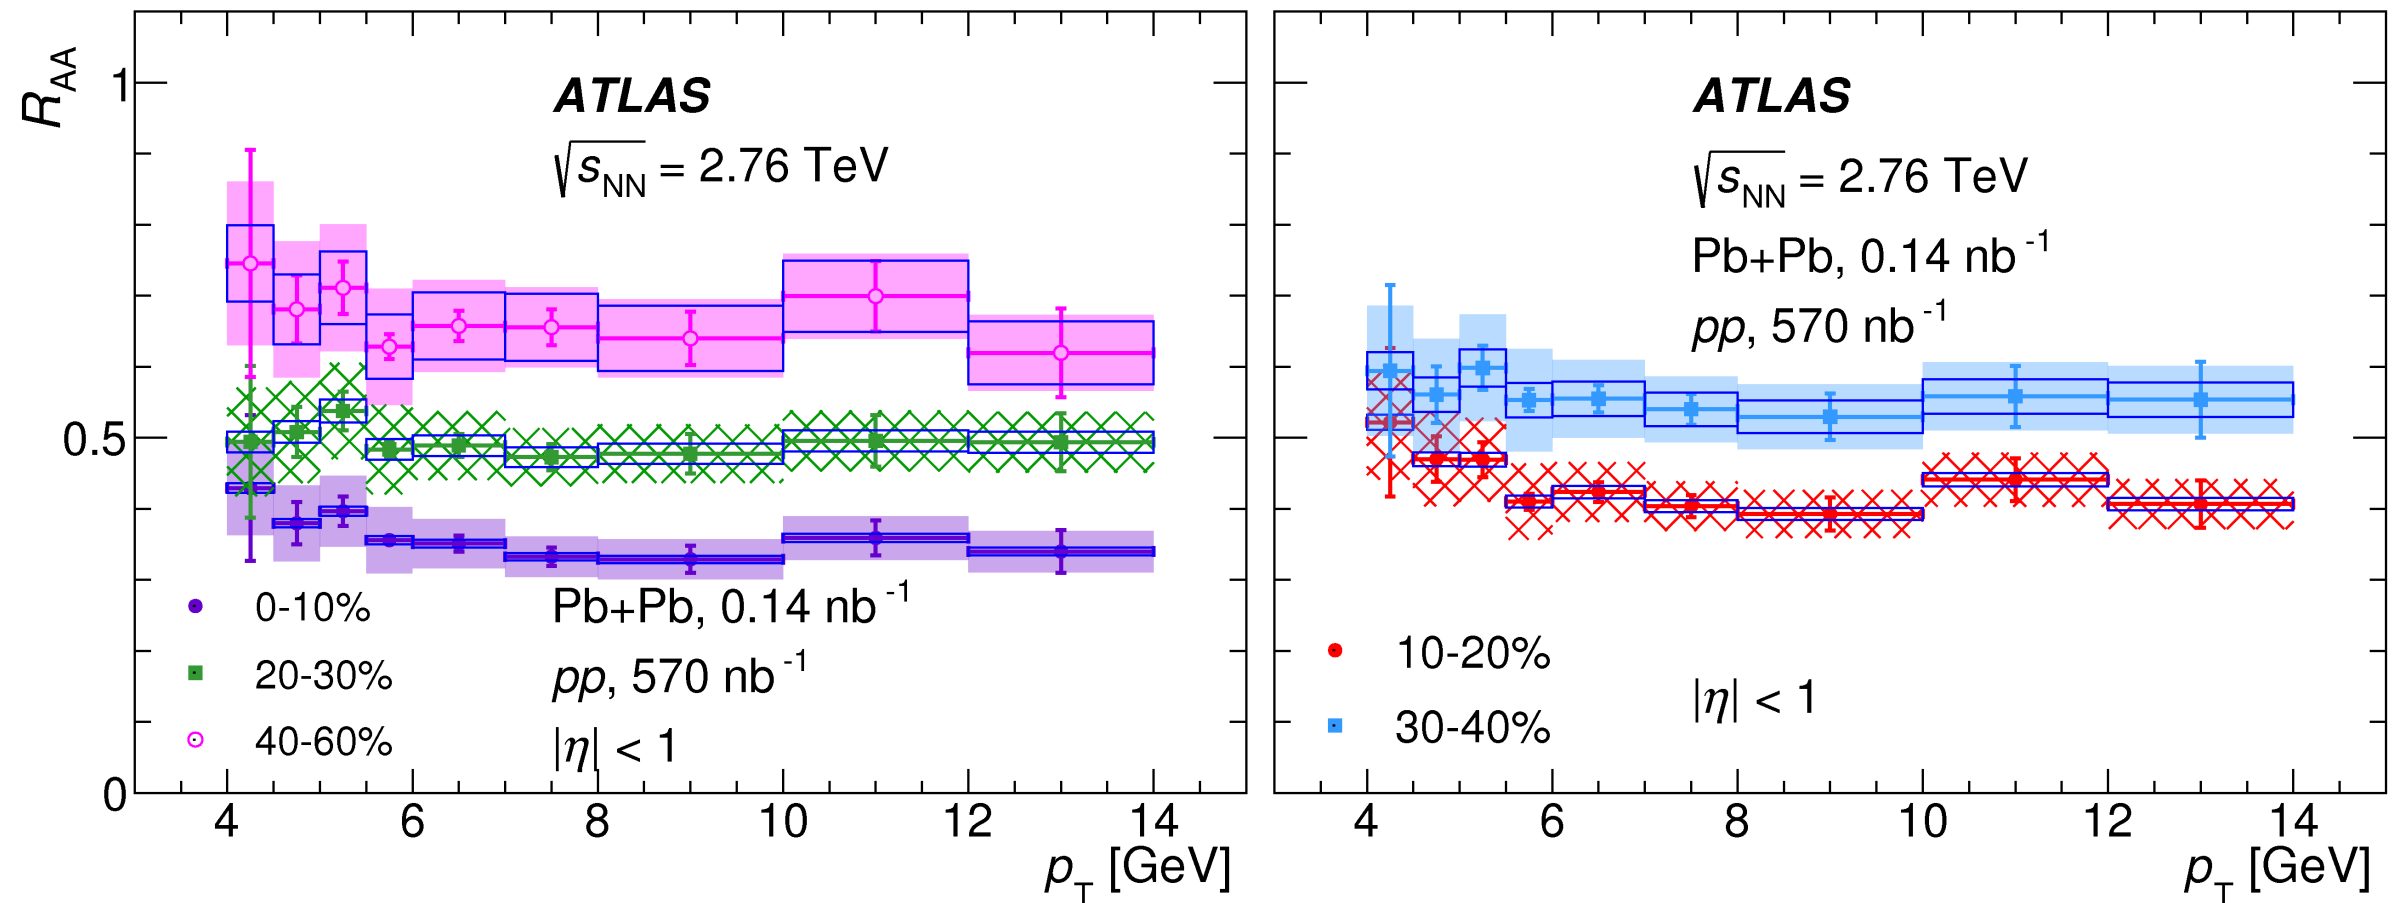 R_AA
1
0.5
0
ATLAS
√s_NN = 2.76 TeV
0-10%
20-30%
40-60%
Pb+Pb, 0.14 nb^-1
pp, 570 nb^-1
|η| < 1
4 6 8 10 12 14
p_T [GeV]
ATLAS
√s_NN = 2.76 TeV
Pb+Pb, 0.14 nb^-1
pp, 570 nb^-1
10-20%
30-40%
|η| < 1
4 6 8 10 12 14
p_T [GeV]